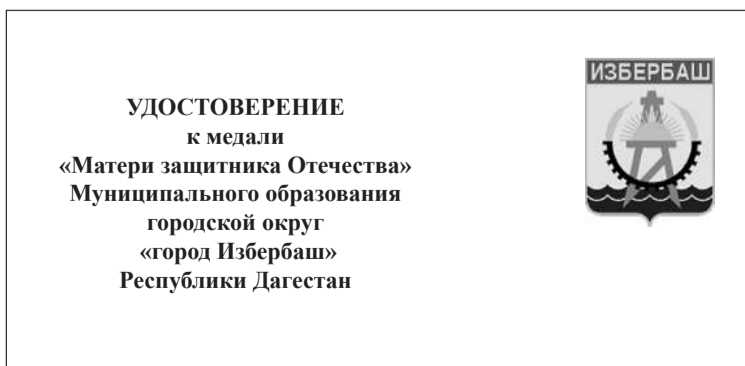 УДОСТОВЕРЕНИЕ
к медали
«Матери защитника Отечества»
Муниципального образования
городской округ
«город Избербаш»
Республики Дагестан
ИЗБЕРБАШ